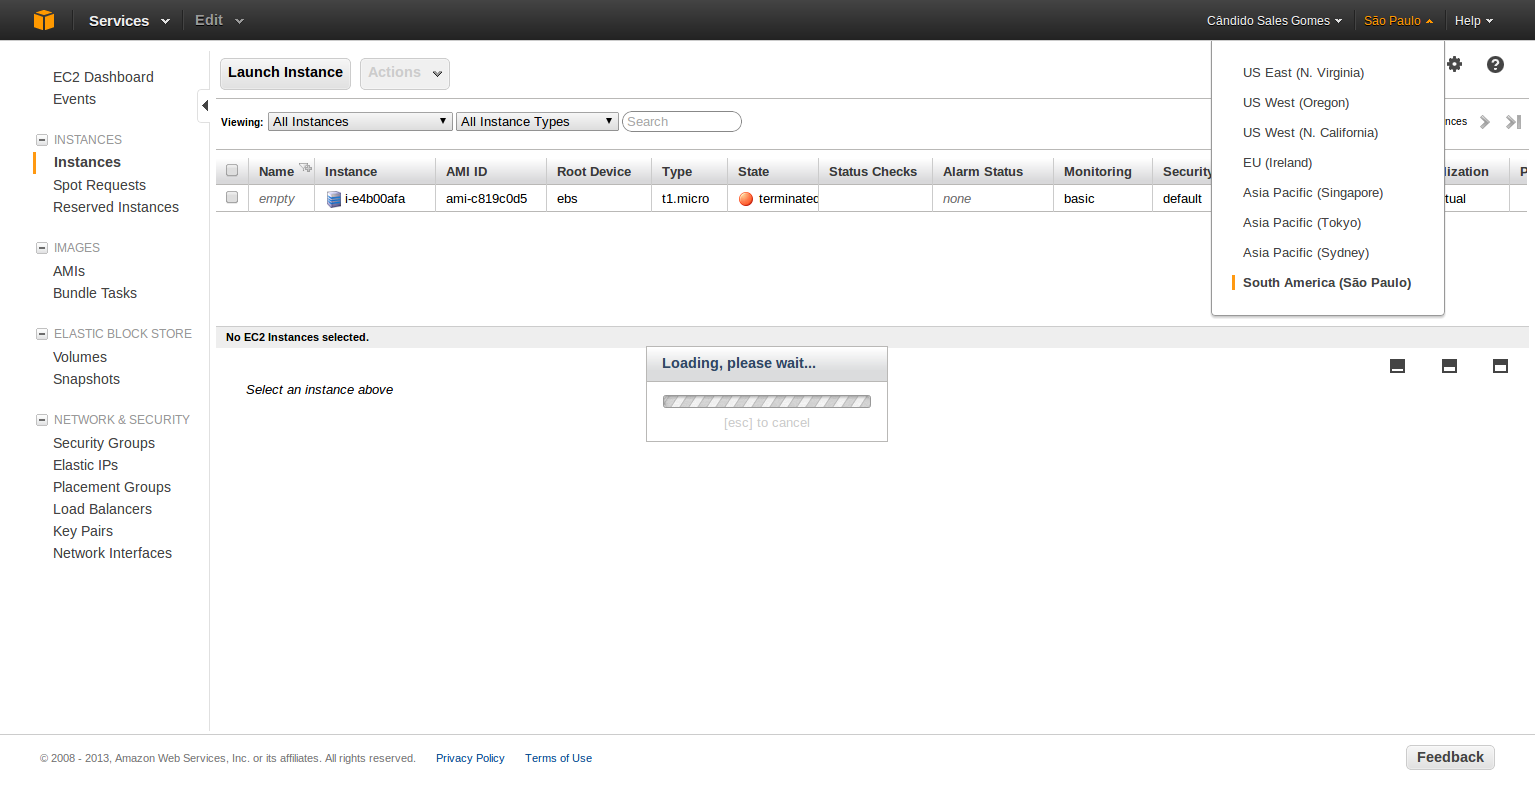 Services Edit Cândido Sales Gomes São Paulo Help
EC2 Dashboard
Events
INSTANCES
Instances
Spot Requests
Reserved Instances
IMAGES
AMIs
Bundle Tasks
ELASTIC BLOCK STORE
Volumes
Snapshots
NETWORK & SECURITY
Security Groups
Elastic IPs
Placement Groups
Load Balancers
Key Pairs
Network Interfaces
Launch Instance Actions
Viewing: All Instances All Instance Types Search nces
Name Instance AMI ID Root Device Type State Status Checks Alarm Status Monitoring Security lization P
empty i-e4b00afa ami-c819c0d5 ebs t1.micro terminated none basic default tual
US East (N. Virginia)
US West (Oregon)
US West (N. California)
EU (Ireland)
Asia Pacific (Singapore)
Asia Pacific (Tokyo)
Asia Pacific (Sydney)
South America (São Paulo)
No EC2 Instances selected.
Select an instance above
Loading, please wait...
[esc] to cancel
© 2008 - 2013, Amazon Web Services, Inc. or its affiliates. All rights reserved. Privacy Policy Terms of Use Feedback